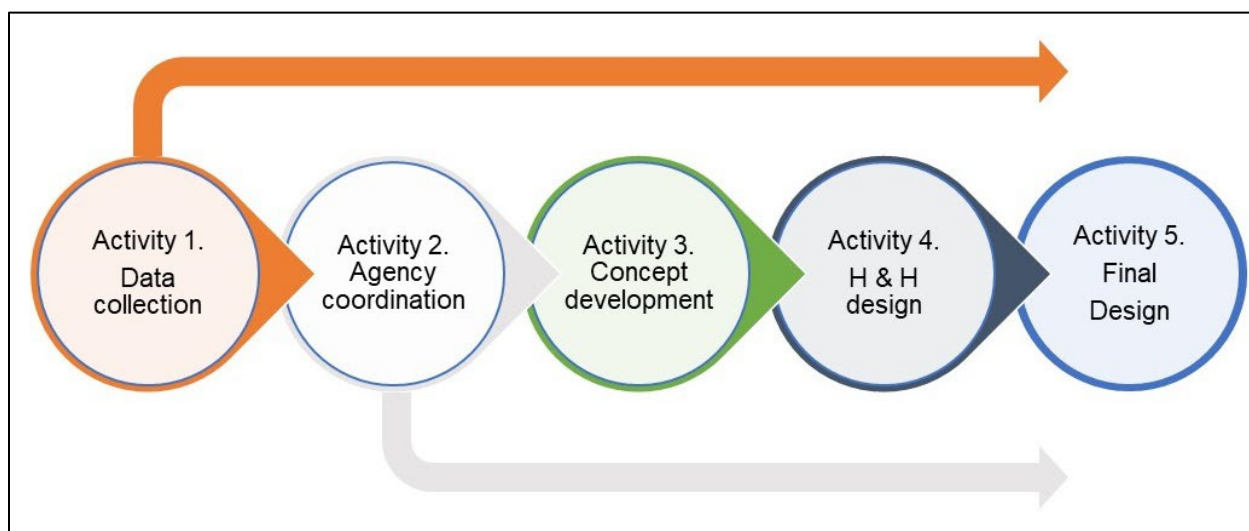 Activity 1.
Data
collection
Activity 2.
Agency
coordination
Activity 3.
Concept
development
Activity 4.
H & H
design
Activity 5.
Final
Design